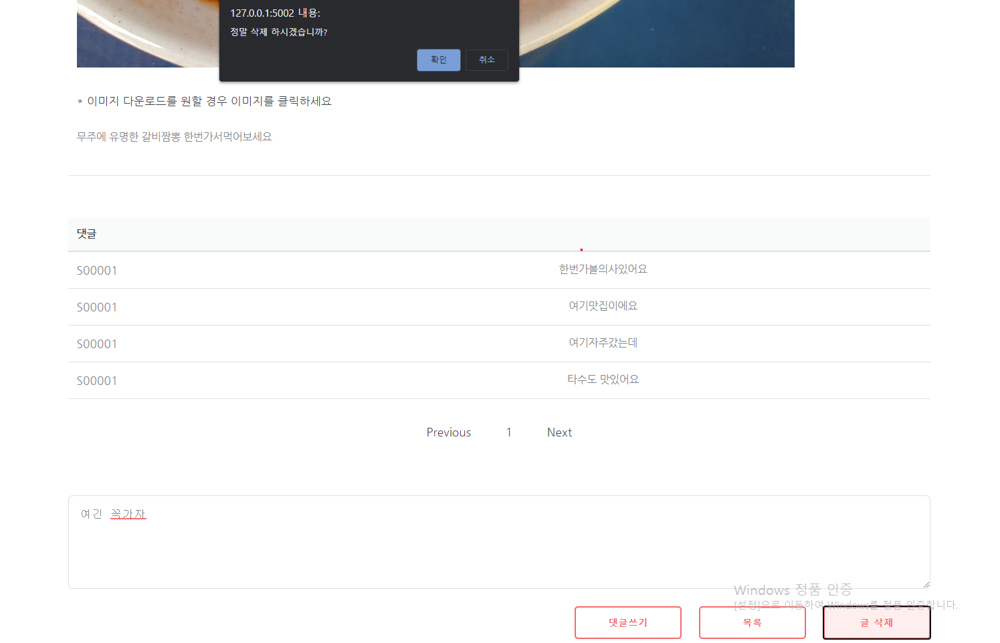 127.0.0.1:5002 내용:
정말 삭제 하시겠습니까?
확인 취소
* 이미지 다운로드를 원할 경우 이미지를 클릭하세요
무주에 유명한 갈비짬뽕 한번가서먹어보세요
댓글
S00001 한번가볼의사있어요
S00001 여기맛집이에요
S00001 여기자주갔는데
S00001 타수도 맛있어요
Previous 1 Next
여긴 꼭가자
Windows 정품 인증
[설정]으로 이동하여 Windows를 정품 인증합니다.
댓글쓰기 목록 글 삭제